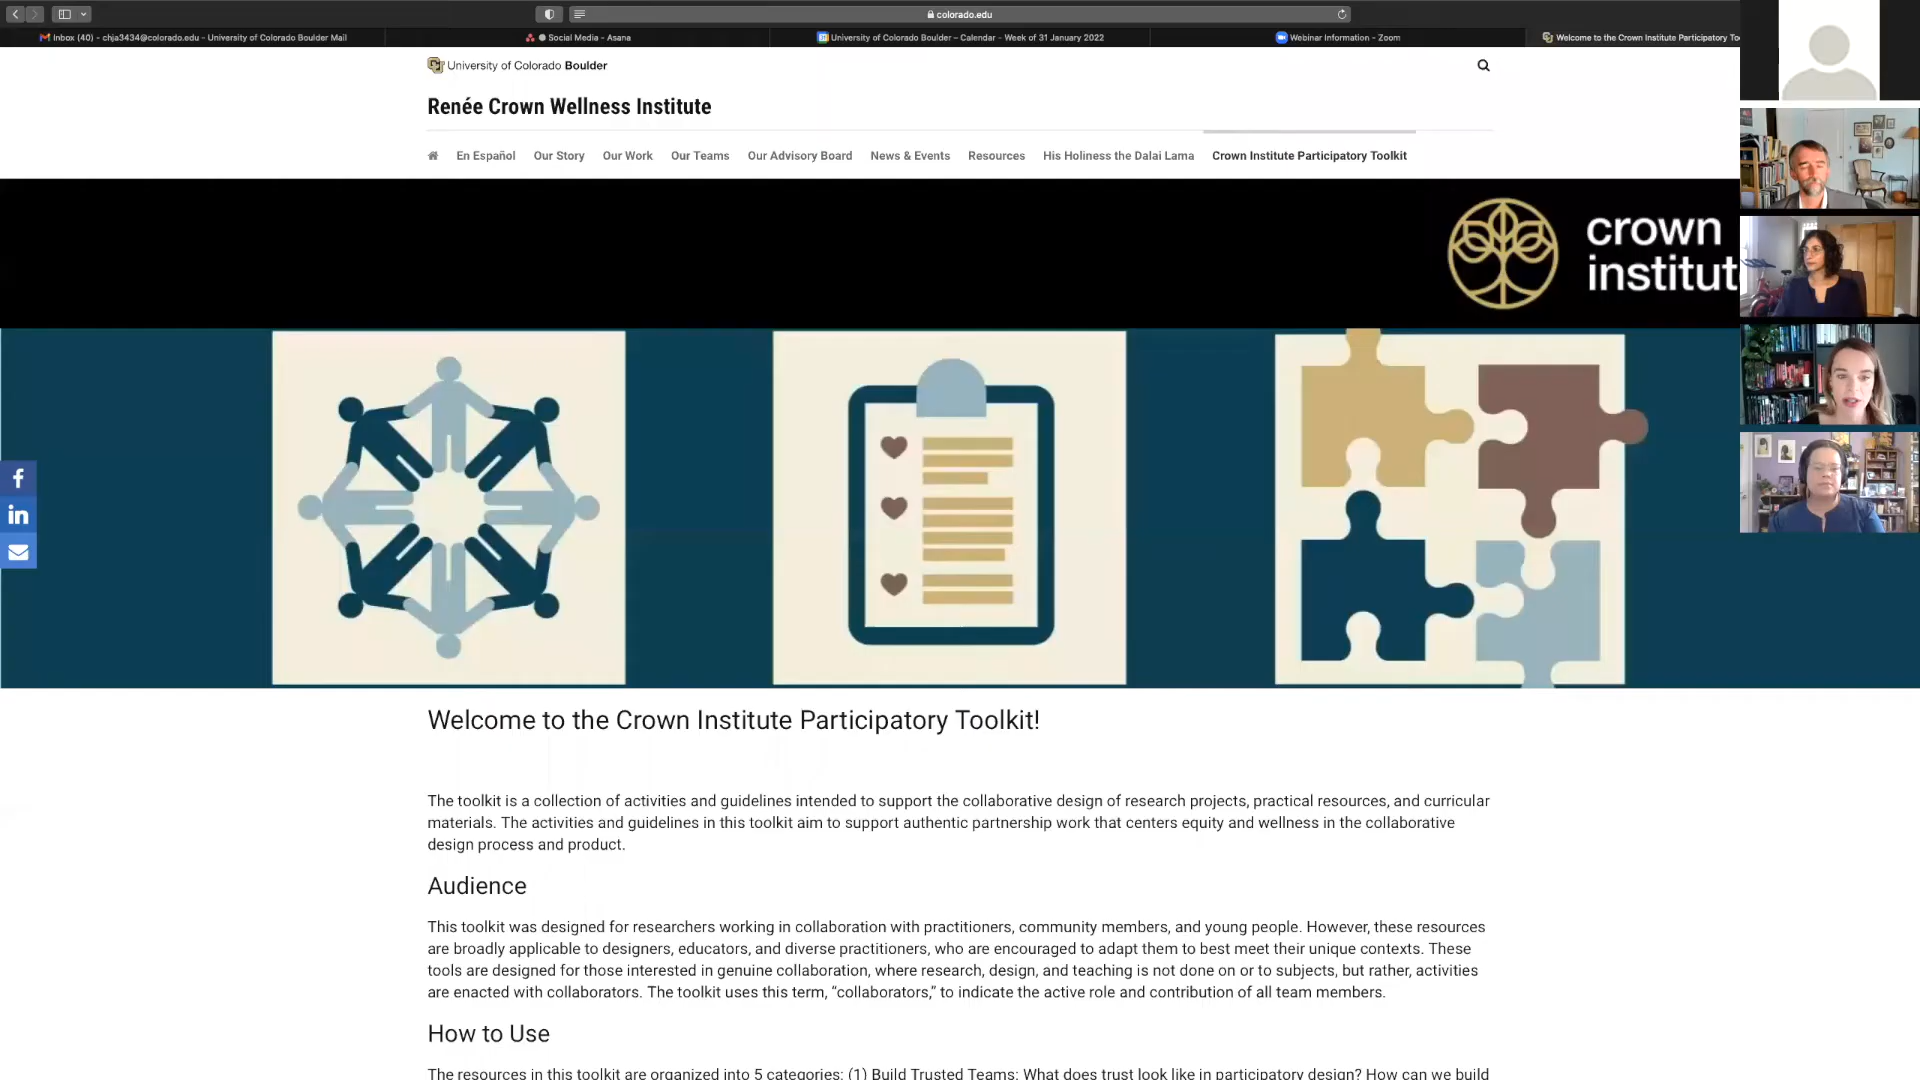 colorado.edu
Inbox (40) - chja3434@colorado.edu - University of Colorado Boulder Mail
Social Media - Asana
University of Colorado Boulder - Calendar - Week of 31 January 2022
Webinar Information - Zoom
Welcome to the Crown Institute Participatory To
University of Colorado Boulder
Renée Crown Wellness Institute
En Español Our Story Our Work Our Teams Our Advisory Board News & Events Resources His Holiness the Dalai Lama Crown Institute Participatory Toolkit
crown
institut
f
in
Welcome to the Crown Institute Participatory Toolkit!
The toolkit is a collection of activities and guidelines intended to support the collaborative design of research projects, practical resources, and curricular
materials. The activities and guidelines in this toolkit aim to support authentic partnership work that centers equity and wellness in the collaborative
design process and product.
Audience
This toolkit was designed for researchers working in collaboration with practitioners, community members, and young people. However, these resources
are broadly applicable to designers, educators, and diverse practitioners, who are encouraged to adapt them to best meet their unique contexts. These
tools are designed for those interested in genuine collaboration, where research, design, and teaching is not done on or to subjects, but rather, activities
are enacted with collaborators. The toolkit uses this term, “collaborators,” to indicate the active role and contribution of all team members.
How to Use
The resources in this toolkit are organized into 5 categories: (1) Build Trusted Teams: What does trust look like in participatory design? How can we build